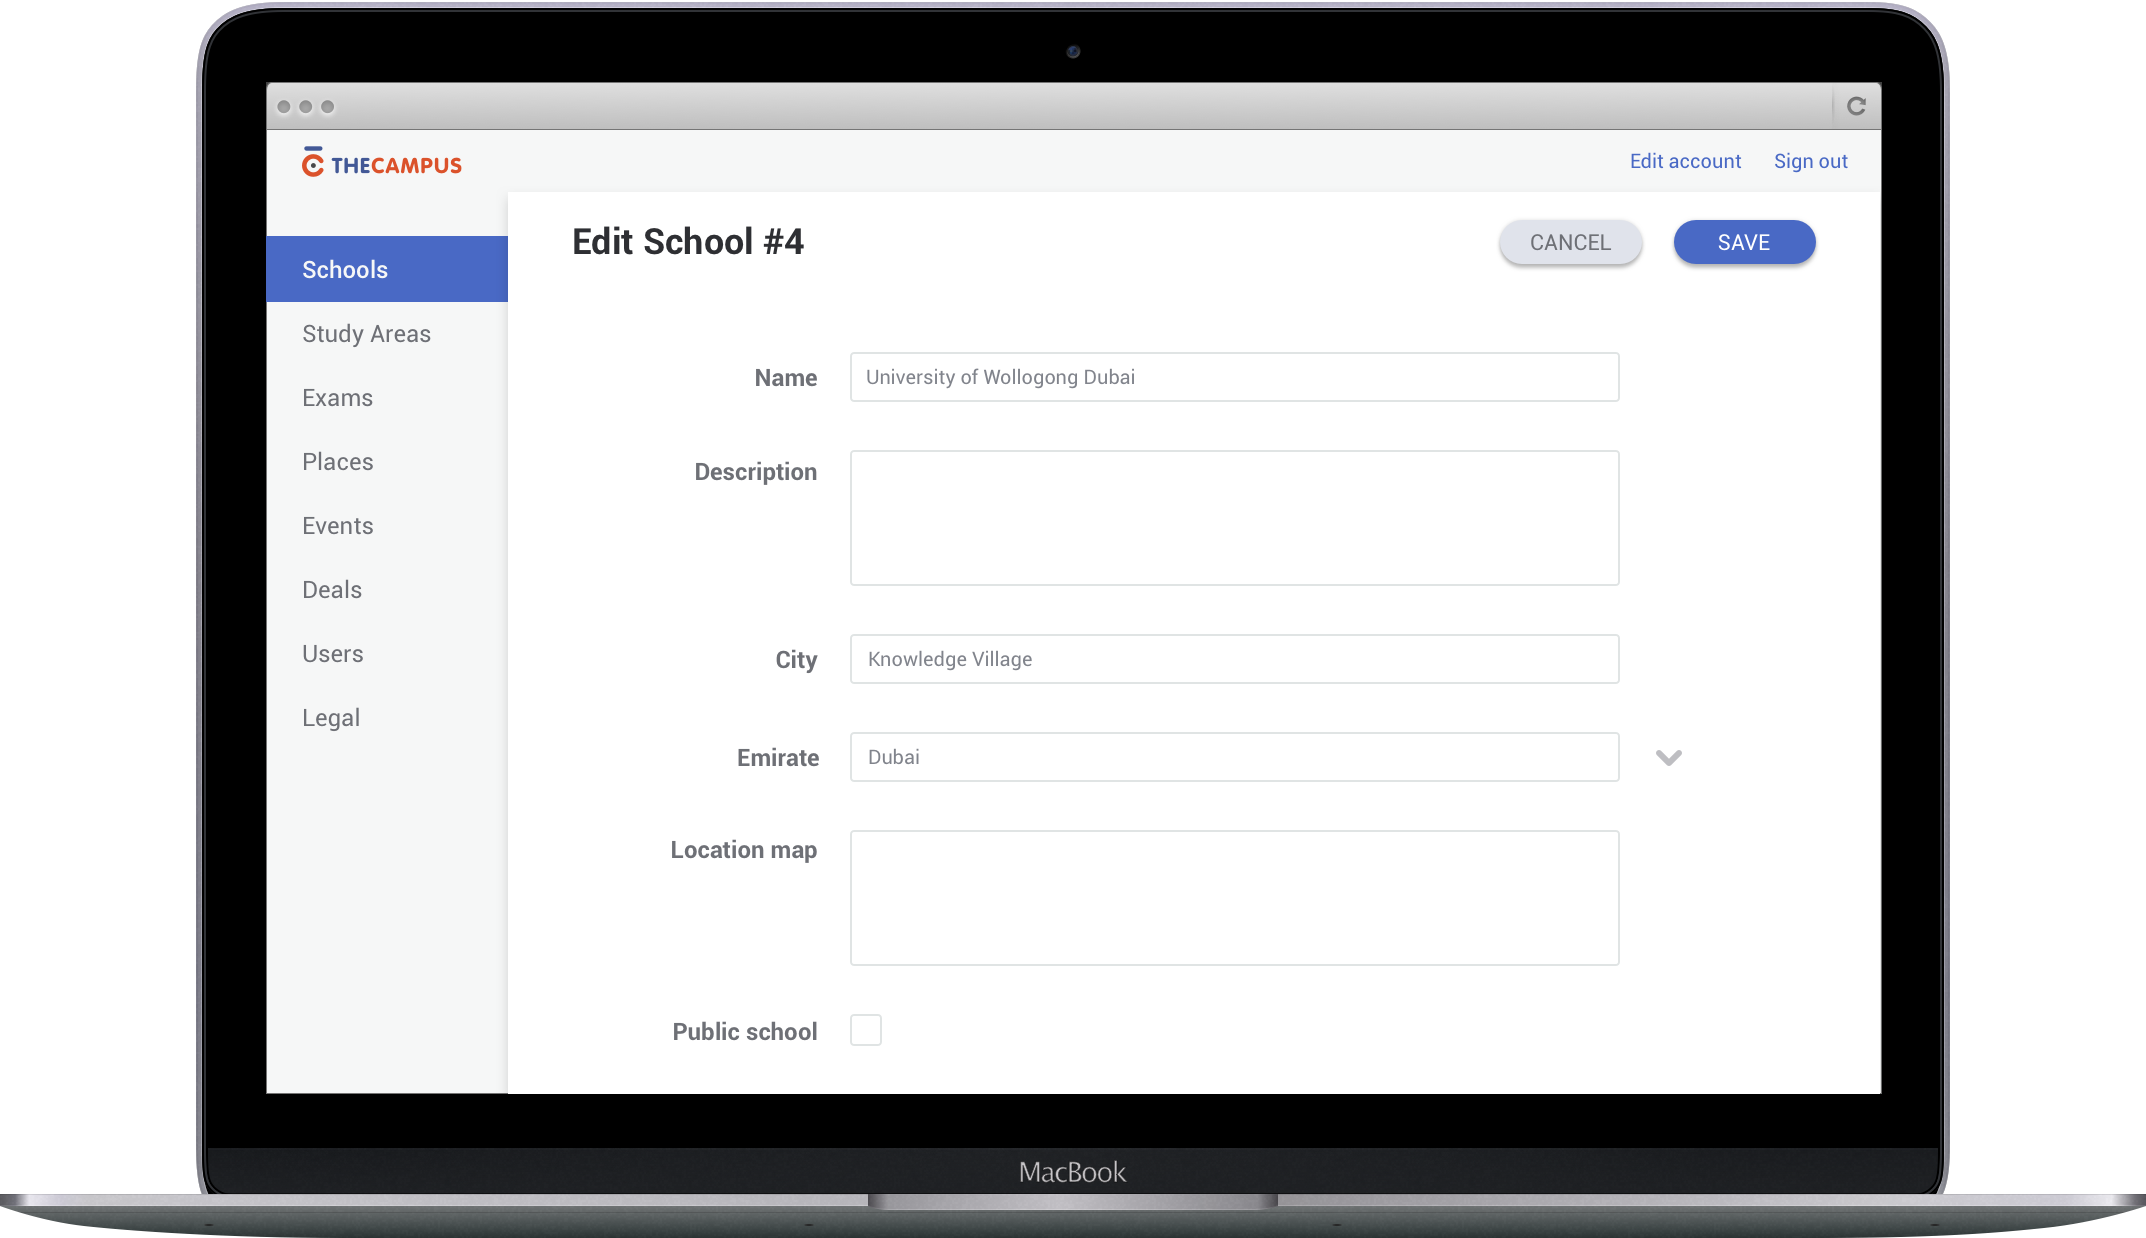 THECAMPUS
Edit account
Sign out
Schools
Study Areas
Exams
Places
Events
Deals
Users
Legal
Edit School #4
CANCEL
SAVE
Name
University of Wollogong Dubai
Description
City
Knowledge Village
Emirate
Dubai
Location map
Public school
MacBook